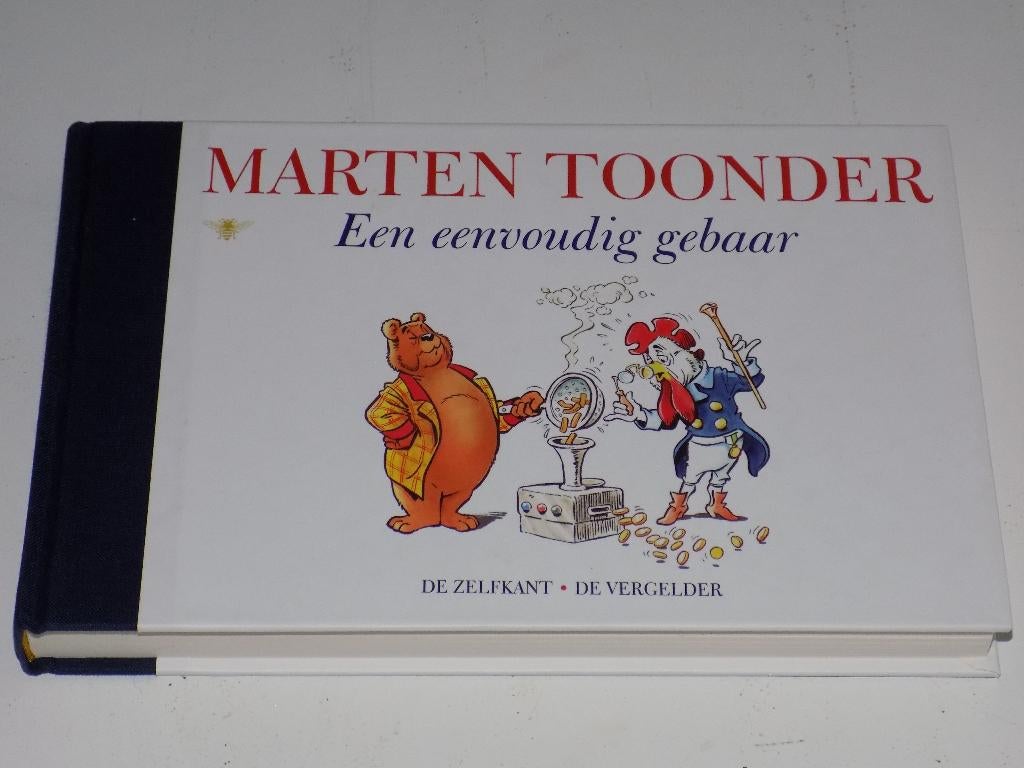 MARTEN TOONDER
Een eenvoudig gebaar
DE ZELFKANT • DE VERGELDER